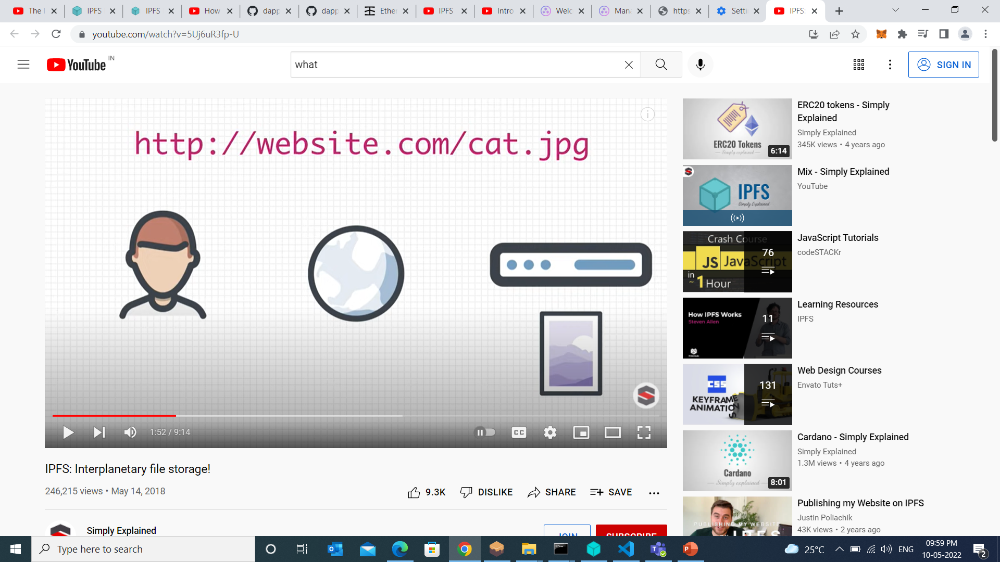 The I
IPFS
IPFS
How
dapp
dapp
Ether
IPFS
Intro
Welc
Mana
https
Setti
IPFS:
youtube.com/watch?v=5Uj6uR3fp-U
YouTube IN
what
SIGN IN
http://website.com/cat.jpg
1:52 / 9:14
CC
IPFS: Interplanetary file storage!
246,215 views • May 14, 2018
9.3K
DISLIKE
SHARE
SAVE
Simply Explained
JOIN
SUBSCRIBE
ERC20 Tokens
Simply explained
6:14
ERC20 tokens - Simply
Explained
Simply Explained
345K views • 4 years ago
IPFS
Simply Explained
Mix - Simply Explained
YouTube
Crash Course
JS JavaScript
in
~ 1 Hour
76
JavaScript Tutorials
codeSTACKr
How IPFS Works
Steven Allen
11
Learning Resources
IPFS
CSS
KEYFRAME
ANIMATIONS
131
Web Design Courses
Envato Tuts+
Cardano
Simply explained
8:01
Cardano - Simply Explained
Simply Explained
1.3M views • 4 years ago
PUBLISHING MY WEBSITE
IPFS
Publishing my Website on IPFS
Justin Poliachik
43K views • 2 years ago
Type here to search
25°C
ENG
09:59 PM
10-05-2022
2